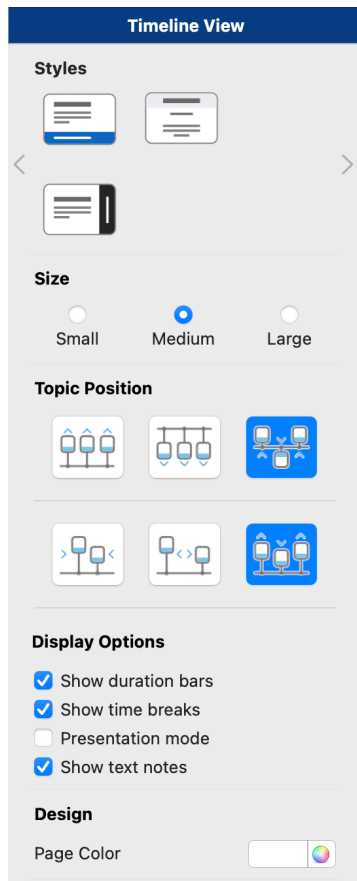 Timeline View
Styles
Size
Small Medium Large
Topic Position
Display Options
Show duration bars
Show time breaks
Presentation mode
Show text notes
Design
Page Color